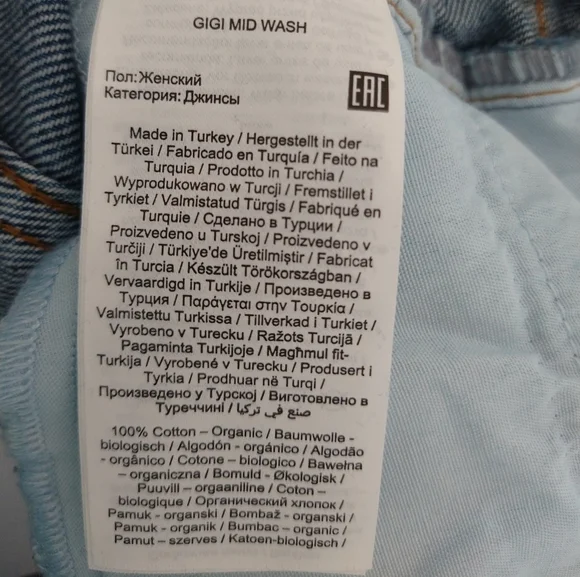 GIGI MID WASH
Пол:Женский
Категория:Джинсы
EAC
Made in Turkey / Hergestellt in der
Türkei / Fabricado en Turquía / Feito na
Turquia / Prodotto in Turchia /
Wyprodukowano w Turcji / Fremstillet i
Tyrkiet / Valmistatud Türgis / Fabriqué en
Turquie / Сделано в Турции /
Proizvedeno u Turskoj / Proizvedeno v
Turčiji / Türkiye'de Üretilmiştir / Fabricat
în Turcia / Készült Törökországban /
Vervaardigd in Turkije / Произведено в
Турция / Παράγεται στην Τουρκία /
Valmistettu Turkissa / Tillverkad i Turkiet /
Vyrobeno v Turecku / Ražots Turcijā /
Pagaminta Turkijoje / Magħmul fit-
Turkija / Vyrobené v Turecku / Produsert i
Tyrkia / Prodhuar në Turqi /
Произведено у Турској / Виготовлено в
Туреччині / صنع في تركيا
100% Cotton – Organic / Baumwolle -
biologisch / Algodón - orgánico / Algodão
- orgânico / Cotone – biologico / Bawełna
– organiczna / Bomuld - Økologisk /
Puuvill – orgaaniline / Coton –
biologique / Органический хлопок /
Pamuk - organski / Bombaž - organski /
Pamuk - organik / Bumbac – organic /
Pamut – szerves / Katoen-biologisch /